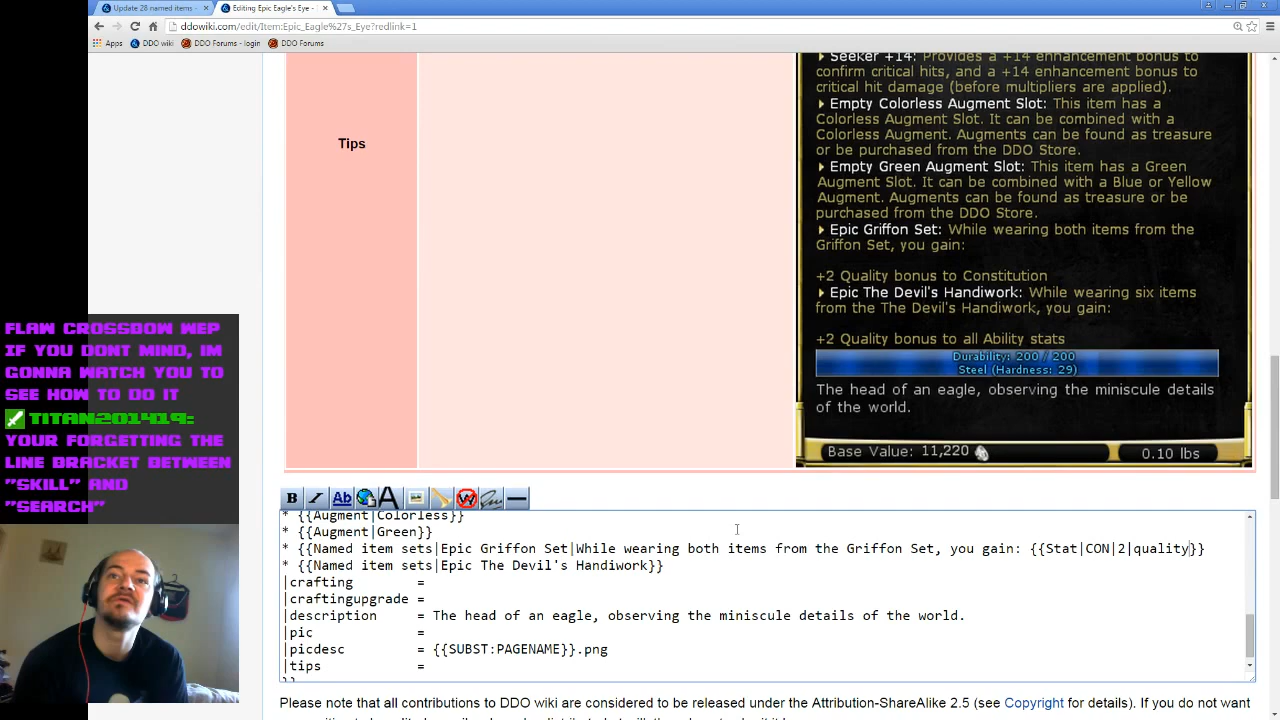 Update 28 named items -
Editing Epic Eagle's Eye -
ddowiki.com/edit/Item:Epic_Eagle%27s_Eye?redlink=1
Apps DDO wiki DDO Forums - login DDO Forums
Tips
Seeker +14: Provides a +14 enhancement bonus to
confirm critical hits, and a +14 enhancement bonus to
critical hit damage (before multipliers are applied).
Empty Colorless Augment Slot: This item has a
Colorless Augment Slot. It can be combined with a
Colorless Augment. Augments can be found as treasure
or be purchased from the DDO Store.
Empty Green Augment Slot: This item has a Green
Augment Slot. It can be combined with a Blue or Yellow
Augment. Augments can be found as treasure or be
purchased from the DDO Store.
Epic Griffon Set: While wearing both items from the
Griffon Set, you gain:
+2 Quality bonus to Constitution
Epic The Devil's Handiwork: While wearing six items
from the The Devil's Handiwork, you gain:
+2 Quality bonus to all Ability stats
Durability: 200 / 200
Steel (Hardness: 29)
The head of an eagle, observing the miniscule details
of the world.
Base Value: 11,220
0.10 lbs
FLAW CROSSBOW WEP
IF YOU DONT MIND, IM
GONNA WATCH YOU TO
SEE HOW TO DO IT
TITAN201419:
YOUR FORGETTING THE
LINE BRACKET BETWEEN
"SKILL" AND
"SEARCH"
B I Ab A W
* {{Augment|Colorless}}
* {{Augment|Green}}
* {{Named item sets|Epic Griffon Set|While wearing both items from the Griffon Set, you gain: {{Stat|CON|2|quality}}
* {{Named item sets|Epic The Devil's Handiwork}}
|crafting =
|craftingupgrade =
|description = The head of an eagle, observing the miniscule details of the world.
|pic =
|picdesc = {{SUBST:PAGENAME}}.png
|tips =
}}
Please note that all contributions to DDO wiki are considered to be released under the Attribution-ShareAlike 2.5 (see Copyright for details). If you do not want